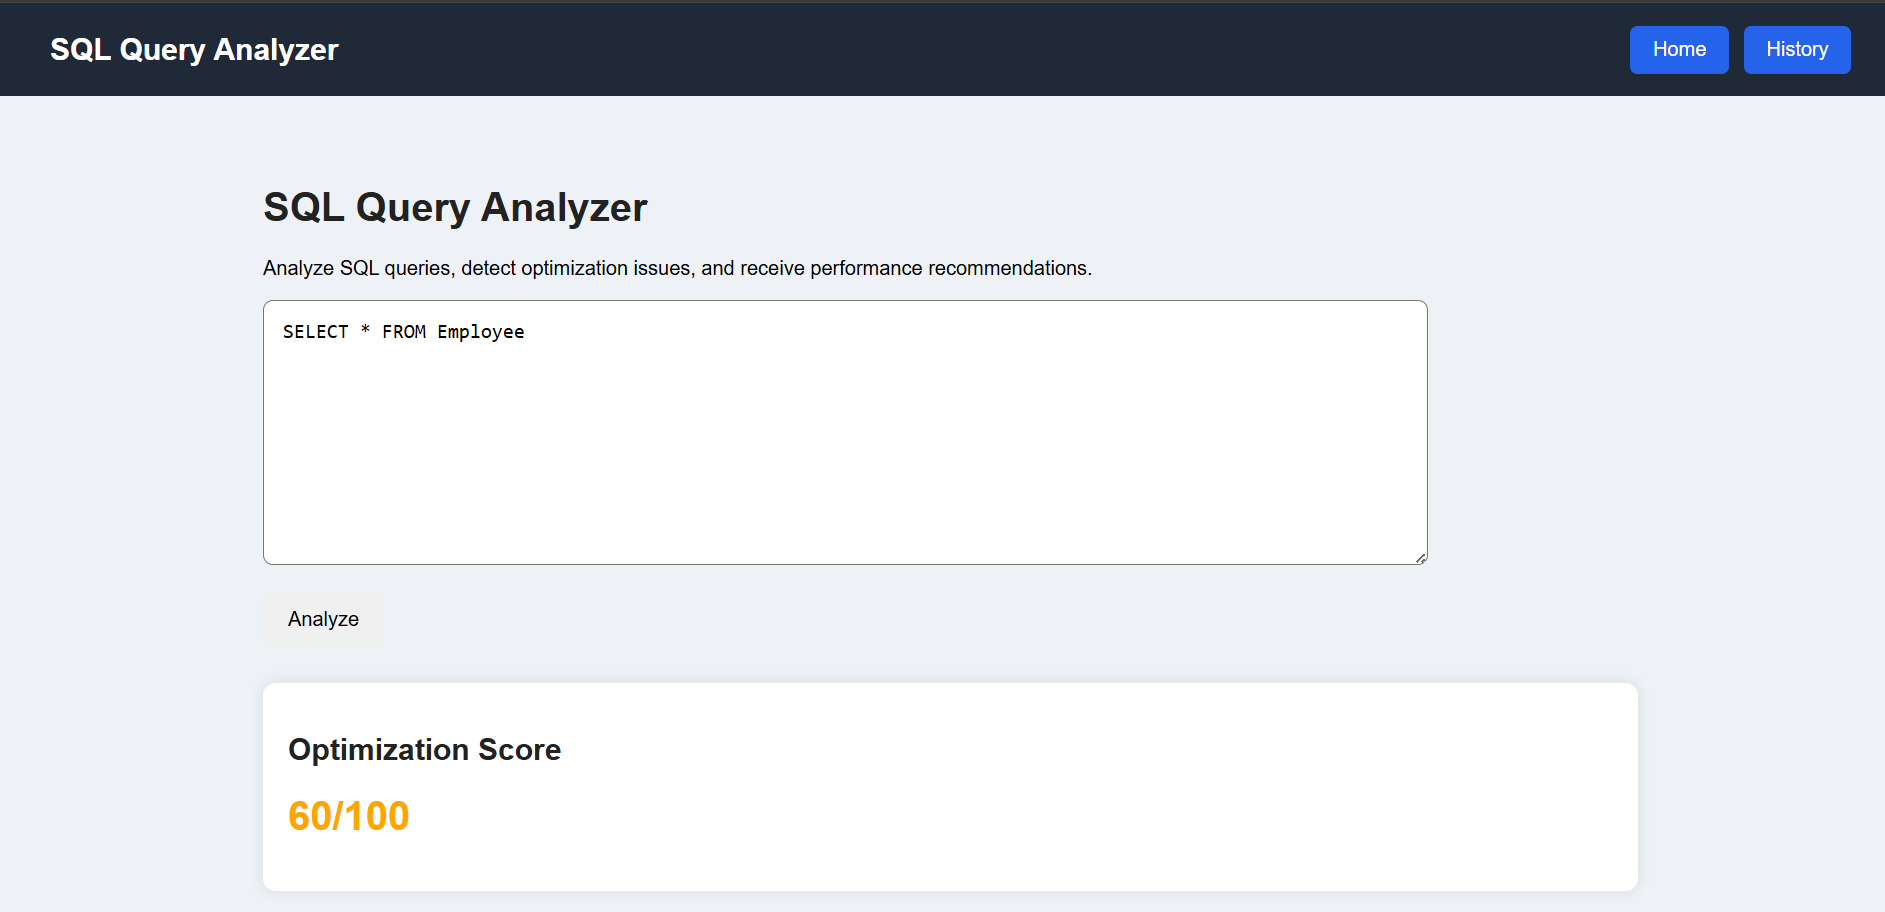 SQL Query Analyzer
Home
History
SQL Query Analyzer
Analyze SQL queries, detect optimization issues, and receive performance recommendations.
SELECT * FROM Employee
Analyze
Optimization Score
60/100